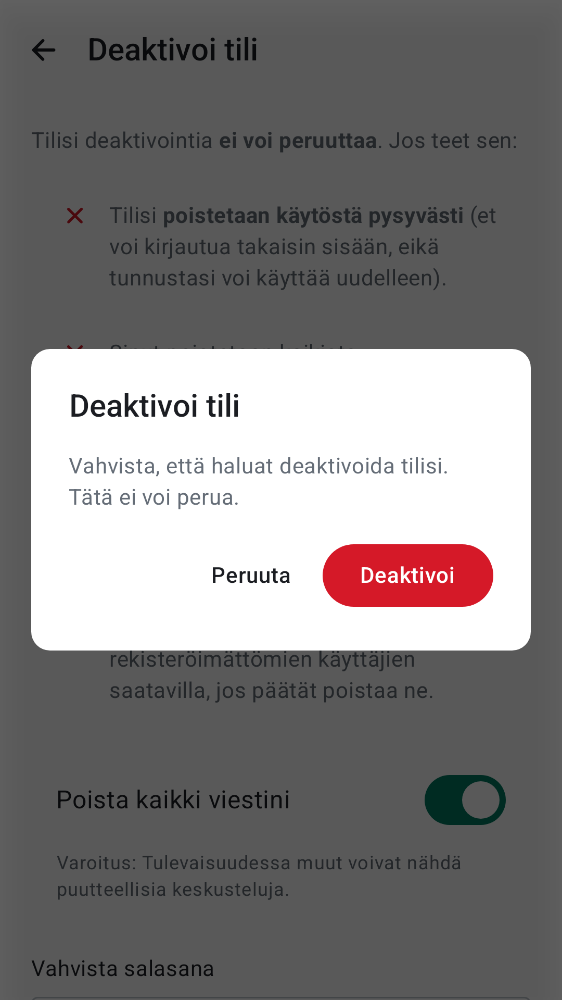 Deaktivoi tili
Tilisi deaktivointia ei voi peruuttaa. Jos teet sen:
Tilisi poistetaan käytöstä pysyvästi (et
voi kirjautua takaisin sisään, eikä
tunnustasi voi käyttää uudelleen).
Deaktivoi tili
Vahvista, että haluat deaktivoida tilisi.
Tätä ei voi perua.
Peruuta
Deaktivoi
rekisteröimättömien käyttäjien
saatavilla, jos päätät poistaa ne.
Poista kaikki viestini
Varoitus: Tulevaisuudessa muut voivat nähdä
puutteellisia keskusteluja.
Vahvista salasana